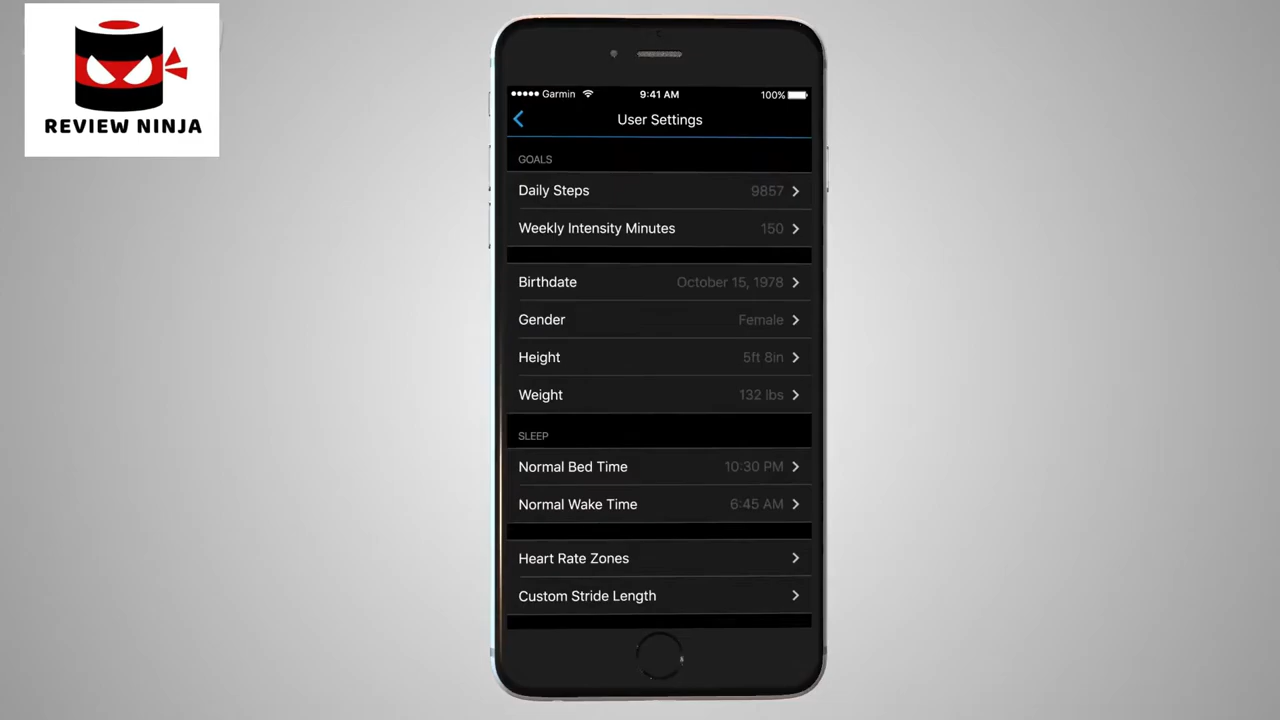 REVIEW NINJA
Garmin 9:41 AM 100%
User Settings
GOALS
Daily Steps 9857
Weekly Intensity Minutes 150
Birthdate October 15, 1978
Gender Female
Height 5ft 8in
Weight 132 lbs
SLEEP
Normal Bed Time 10:30 PM
Normal Wake Time 6:45 AM
Heart Rate Zones
Custom Stride Length